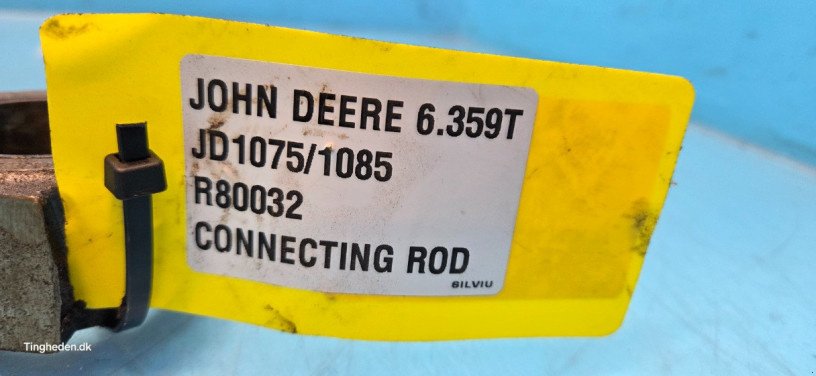 JOHN DEERE 6.359T
JD1075/1085
R80032
CONNECTING ROD
SILVIU
Tingheden.dk